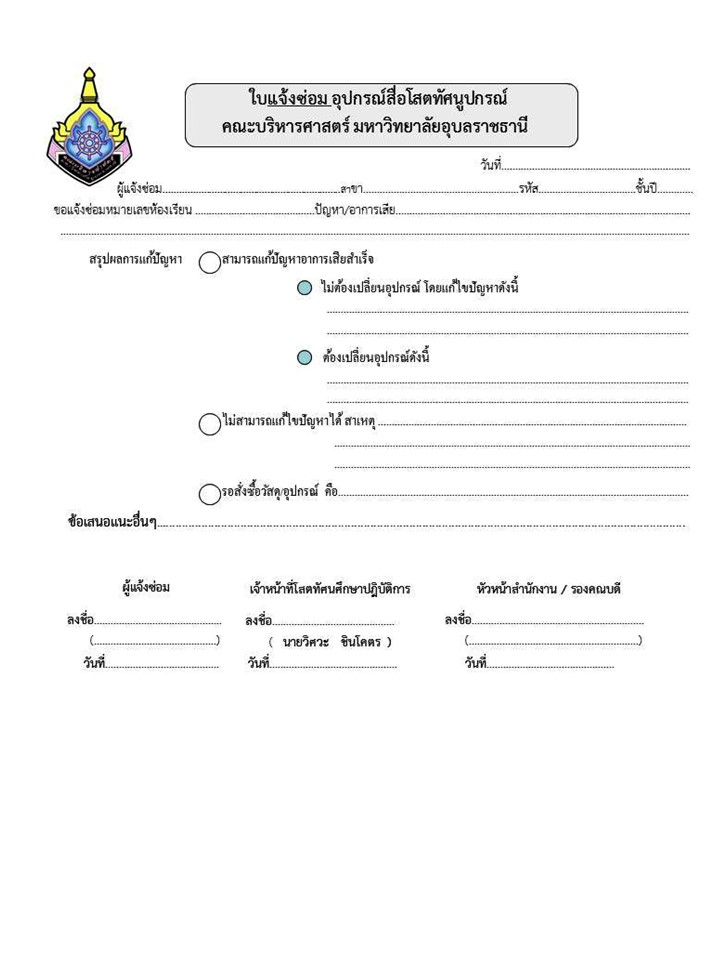 ใบแจ้งซ่อม อุปกรณ์สื่อโสตทัศนูปกรณ์
คณะบริหารศาสตร์ มหาวิทยาลัยอุบลราชธานี
วันที่..........................................................
ผู้แจ้งซ่อม..........................................................สาขา..........................................................รหัส..............................ชั้นปี............
ขอแจ้งซ่อมหมายเลขห้องเรียน ........................................ปัญหา/อาการเสีย..........................................................
....................................................................................................................
สรุปผลการแก้ปัญหา สามารถแก้ปัญหาอาการเสียสำเร็จ
ไม่ต้องเปลี่ยนอุปกรณ์ โดยแก้ไขปัญหาดังนี้
..........................................................
..........................................................
ต้องเปลี่ยนอุปกรณ์ดังนี้
..........................................................
..........................................................
ไม่สามารถแก้ไขปัญหาได้ สาเหตุ ..........................................................
..........................................................
..........................................................
รอสั่งซื้อวัสดุ/อุปกรณ์ คือ..........................................................
ข้อเสนอแนะอื่นๆ....................................................................................
ผู้แจ้งซ่อม เจ้าหน้าที่โสตทัศนศึกษาปฏิบัติการ หัวหน้าสำนักงาน / รองคณบดี
ลงชื่อ.......................................... ลงชื่อ.......................................... ลงชื่อ..........................................
(..........................................) ( นายวิศวะ ชินโคตร ) (..........................................)
วันที่.......................................... วันที่.......................................... วันที่..........................................